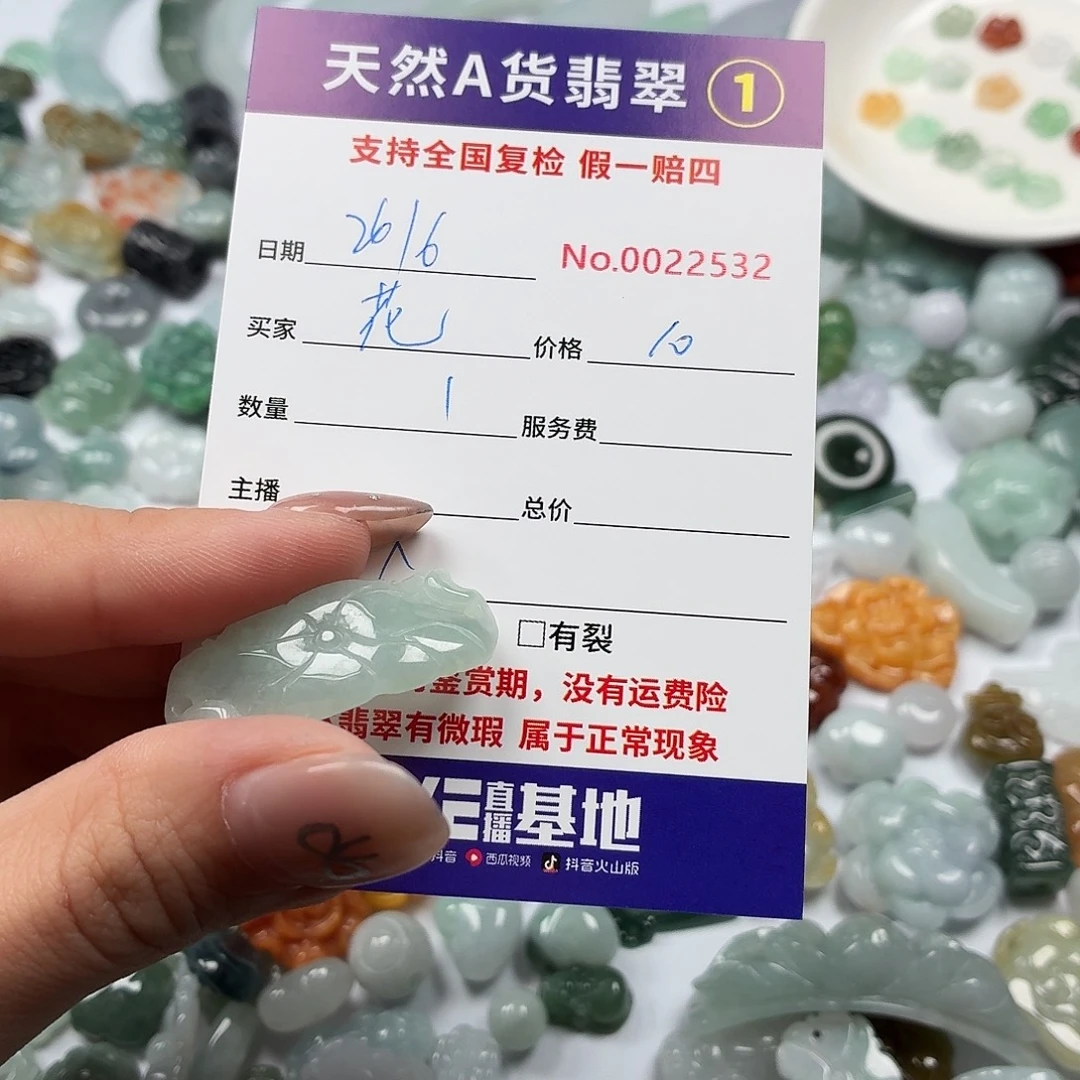 天然A货翡翠 1
支持全国复检 假一赔四
日期 26/6 No.0022532
买家 花 价格 10
数量 1 服务费
主播 总价
□有裂
鉴赏期，没有运费险
翡翠有微瑕 属于正常现象
直播基地
抖音 西瓜视频 抖音火山版